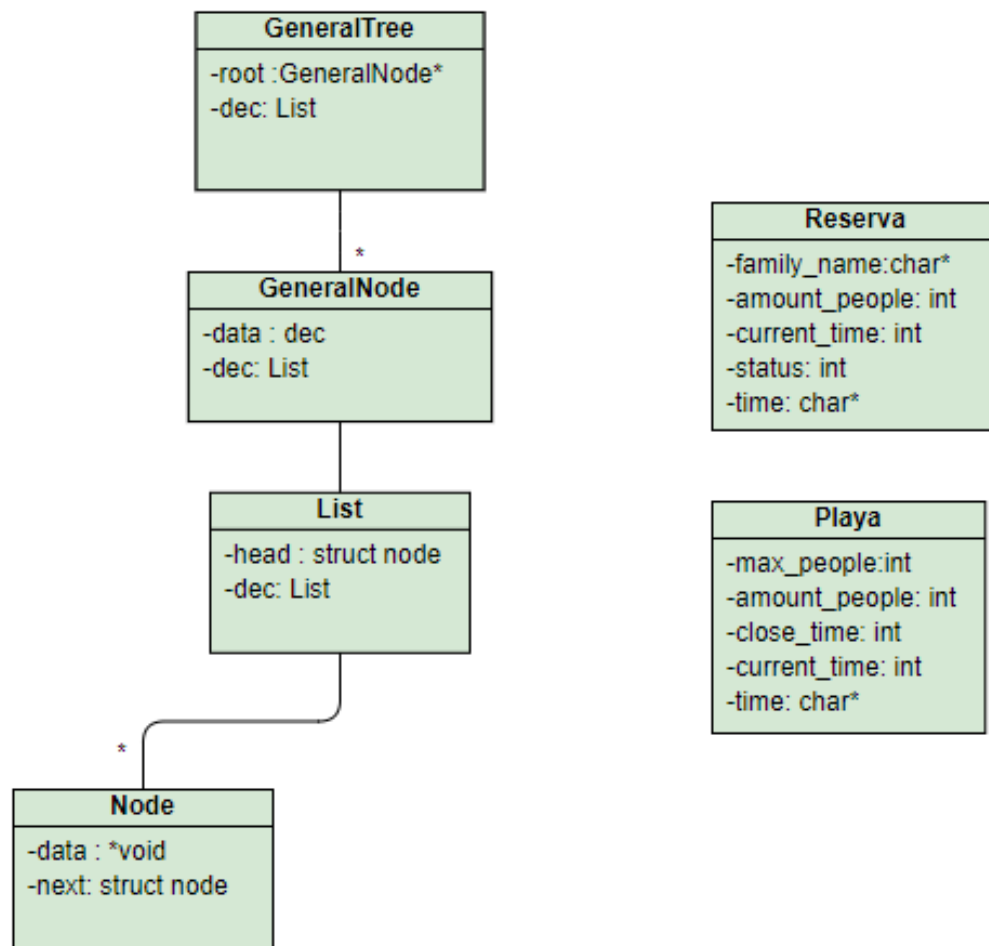 GeneralTree
-root :GeneralNode*
-dec: List
*
GeneralNode
-data : dec
-dec: List
List
-head : struct node
-dec: List
*
Node
-data : *void
-next: struct node
Reserva
-family_name:char*
-amount_people: int
-current_time: int
-status: int
-time: char*
Playa
-max_people:int
-amount_people: int
-close_time: int
-current_time: int
-time: char*